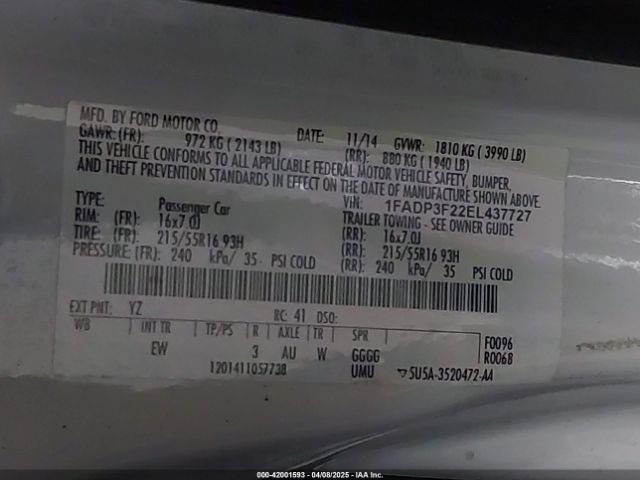 MFD. BY FORD MOTOR CO.
DATE: 11/14 GVWR: 1810 KG ( 3990 LB)
GAWR: (FR): 972 KG ( 2143 LB) (RR): 880 KG ( 1940 LB)
THIS VEHICLE CONFORMS TO ALL APPLICABLE FEDERAL MOTOR VEHICLE SAFETY, BUMPER,
AND THEFT PREVENTION STANDARDS IN EFFECT ON THE DATE OF MANUFACTURE SHOWN ABOVE.
VIN: 1FADP3F22EL437727
TYPE: Passenger Car TRAILER TOWING - SEE OWNER GUIDE
RIM: (FR): 16x7.0J (RR): 16x7.0J
TIRE: (FR): 215/55R16 93H (RR): 215/55R16 93H
PRESSURE: (FR): 240 kPa/ 35 PSI COLD (RR): 240 kPa/ 35 PSI COLD
EXT PNT: YZ RC: 41 DSO:
WB INT TR TP/PS R AXLE TR SPR F0096
EW 3 AU W GGGG R0068
1201411057738 UMU 5U5A-3520472-AA
000-42001593 - 04/08/2025 - IAA Inc.